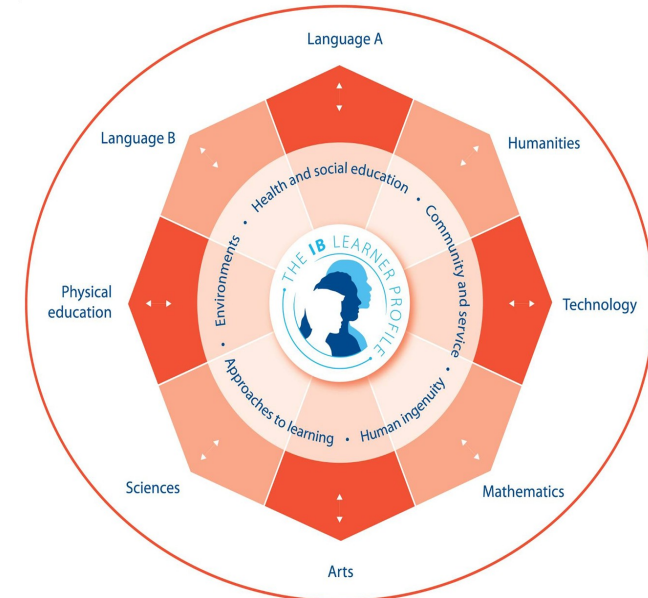 Language A
Language B
Humanities
Health and social education
•
Community and service
•
Environments
•
THE IB LEARNER PROFILE
Physical
education
Technology
Approaches to learning
•
Human ingenuity
•
Sciences
Mathematics
Arts